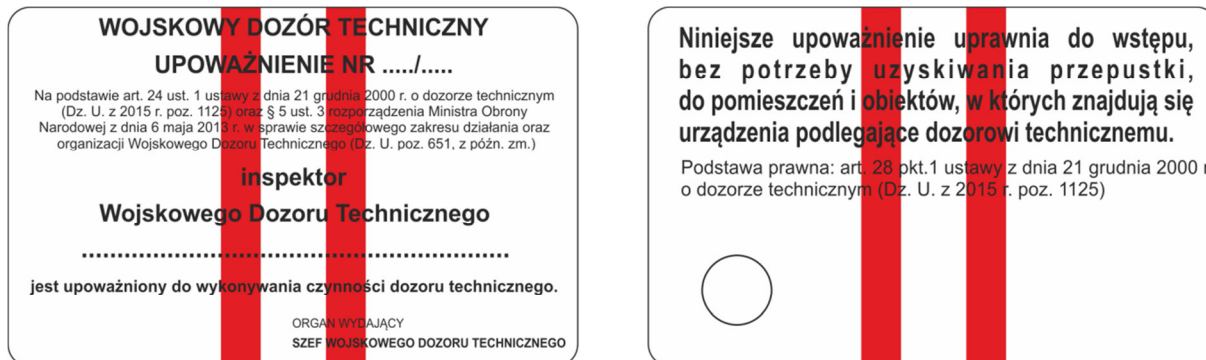 WOJSKOWY DOZÓR TECHNICZNY
UPOWAŻNIENIE NR ...../.....
Na podstawie art. 24 ust. 1 ustawy z dnia 21 grudnia 2000 r. o dozorze technicznym
(Dz. U. z 2015 r. poz. 1125) oraz § 5 ust. 3 rozporządzenia Ministra Obrony
Narodowej z dnia 6 maja 2013 r. w sprawie szczegółowego zakresu działania oraz
organizacji Wojskowego Dozoru Technicznego (Dz. U. poz. 651, z późn. zm.)
inspektor
Wojskowego Dozoru Technicznego
............................................................
jest upoważniony do wykonywania czynności dozoru technicznego.
ORGAN WYDAJĄCY
SZEF WOJSKOWEGO DOZORU TECHNICZNEGO
Niniejsze upoważnienie uprawnia do wstępu,
bez potrzeby uzyskiwania przepustki,
do pomieszczeń i obiektów, w których znajdują się
urządzenia podlegające dozorowi technicznemu.
Podstawa prawna: art. 28 pkt.1 ustawy z dnia 21 grudnia 2000 r
o dozorze technicznym (Dz. U. z 2015 r. poz. 1125)